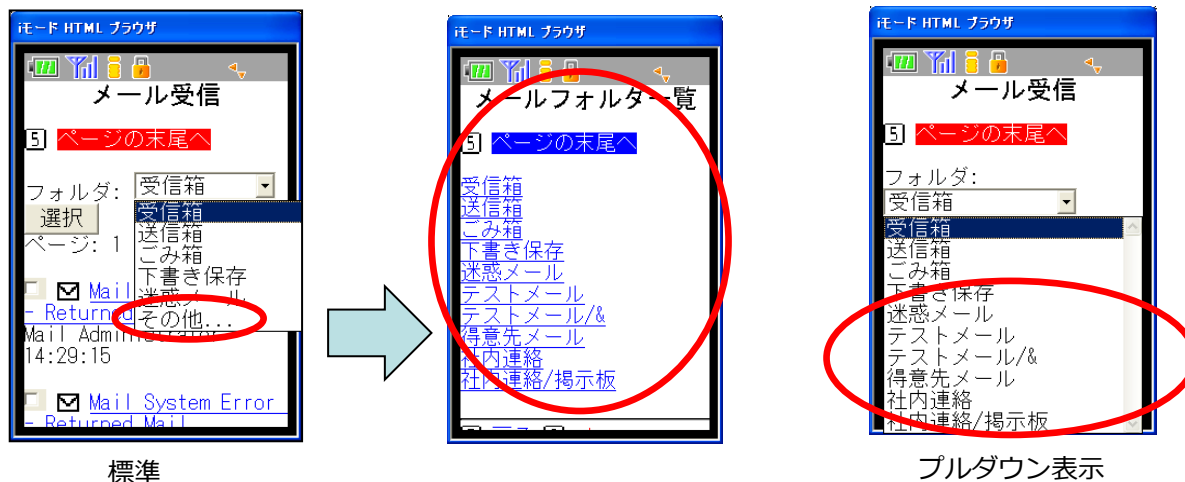 iモード HTML ブラウザ
メール受信
5 ページの末尾へ
フォルダ: 受信箱
選択
受信箱
送信箱
ごみ箱
下書き保存
迷惑メール
その他...
ページ: 1
Mail
- Returned
Mail Administrator
14:29:15
Mail System Error
- Returned Mail
標準
iモード HTML ブラウザ
メールフォルダ一覧
5 ページの末尾へ
受信箱
送信箱
ごみ箱
下書き保存
迷惑メール
テストメール
テストメール/&
得意先メール
社内連絡
社内連絡/掲示板
iモード HTML ブラウザ
メール受信
5 ページの末尾へ
フォルダ:
受信箱
受信箱
送信箱
ごみ箱
下書き保存
迷惑メール
テストメール
テストメール/&
得意先メール
社内連絡
社内連絡/掲示板
プルダウン表示